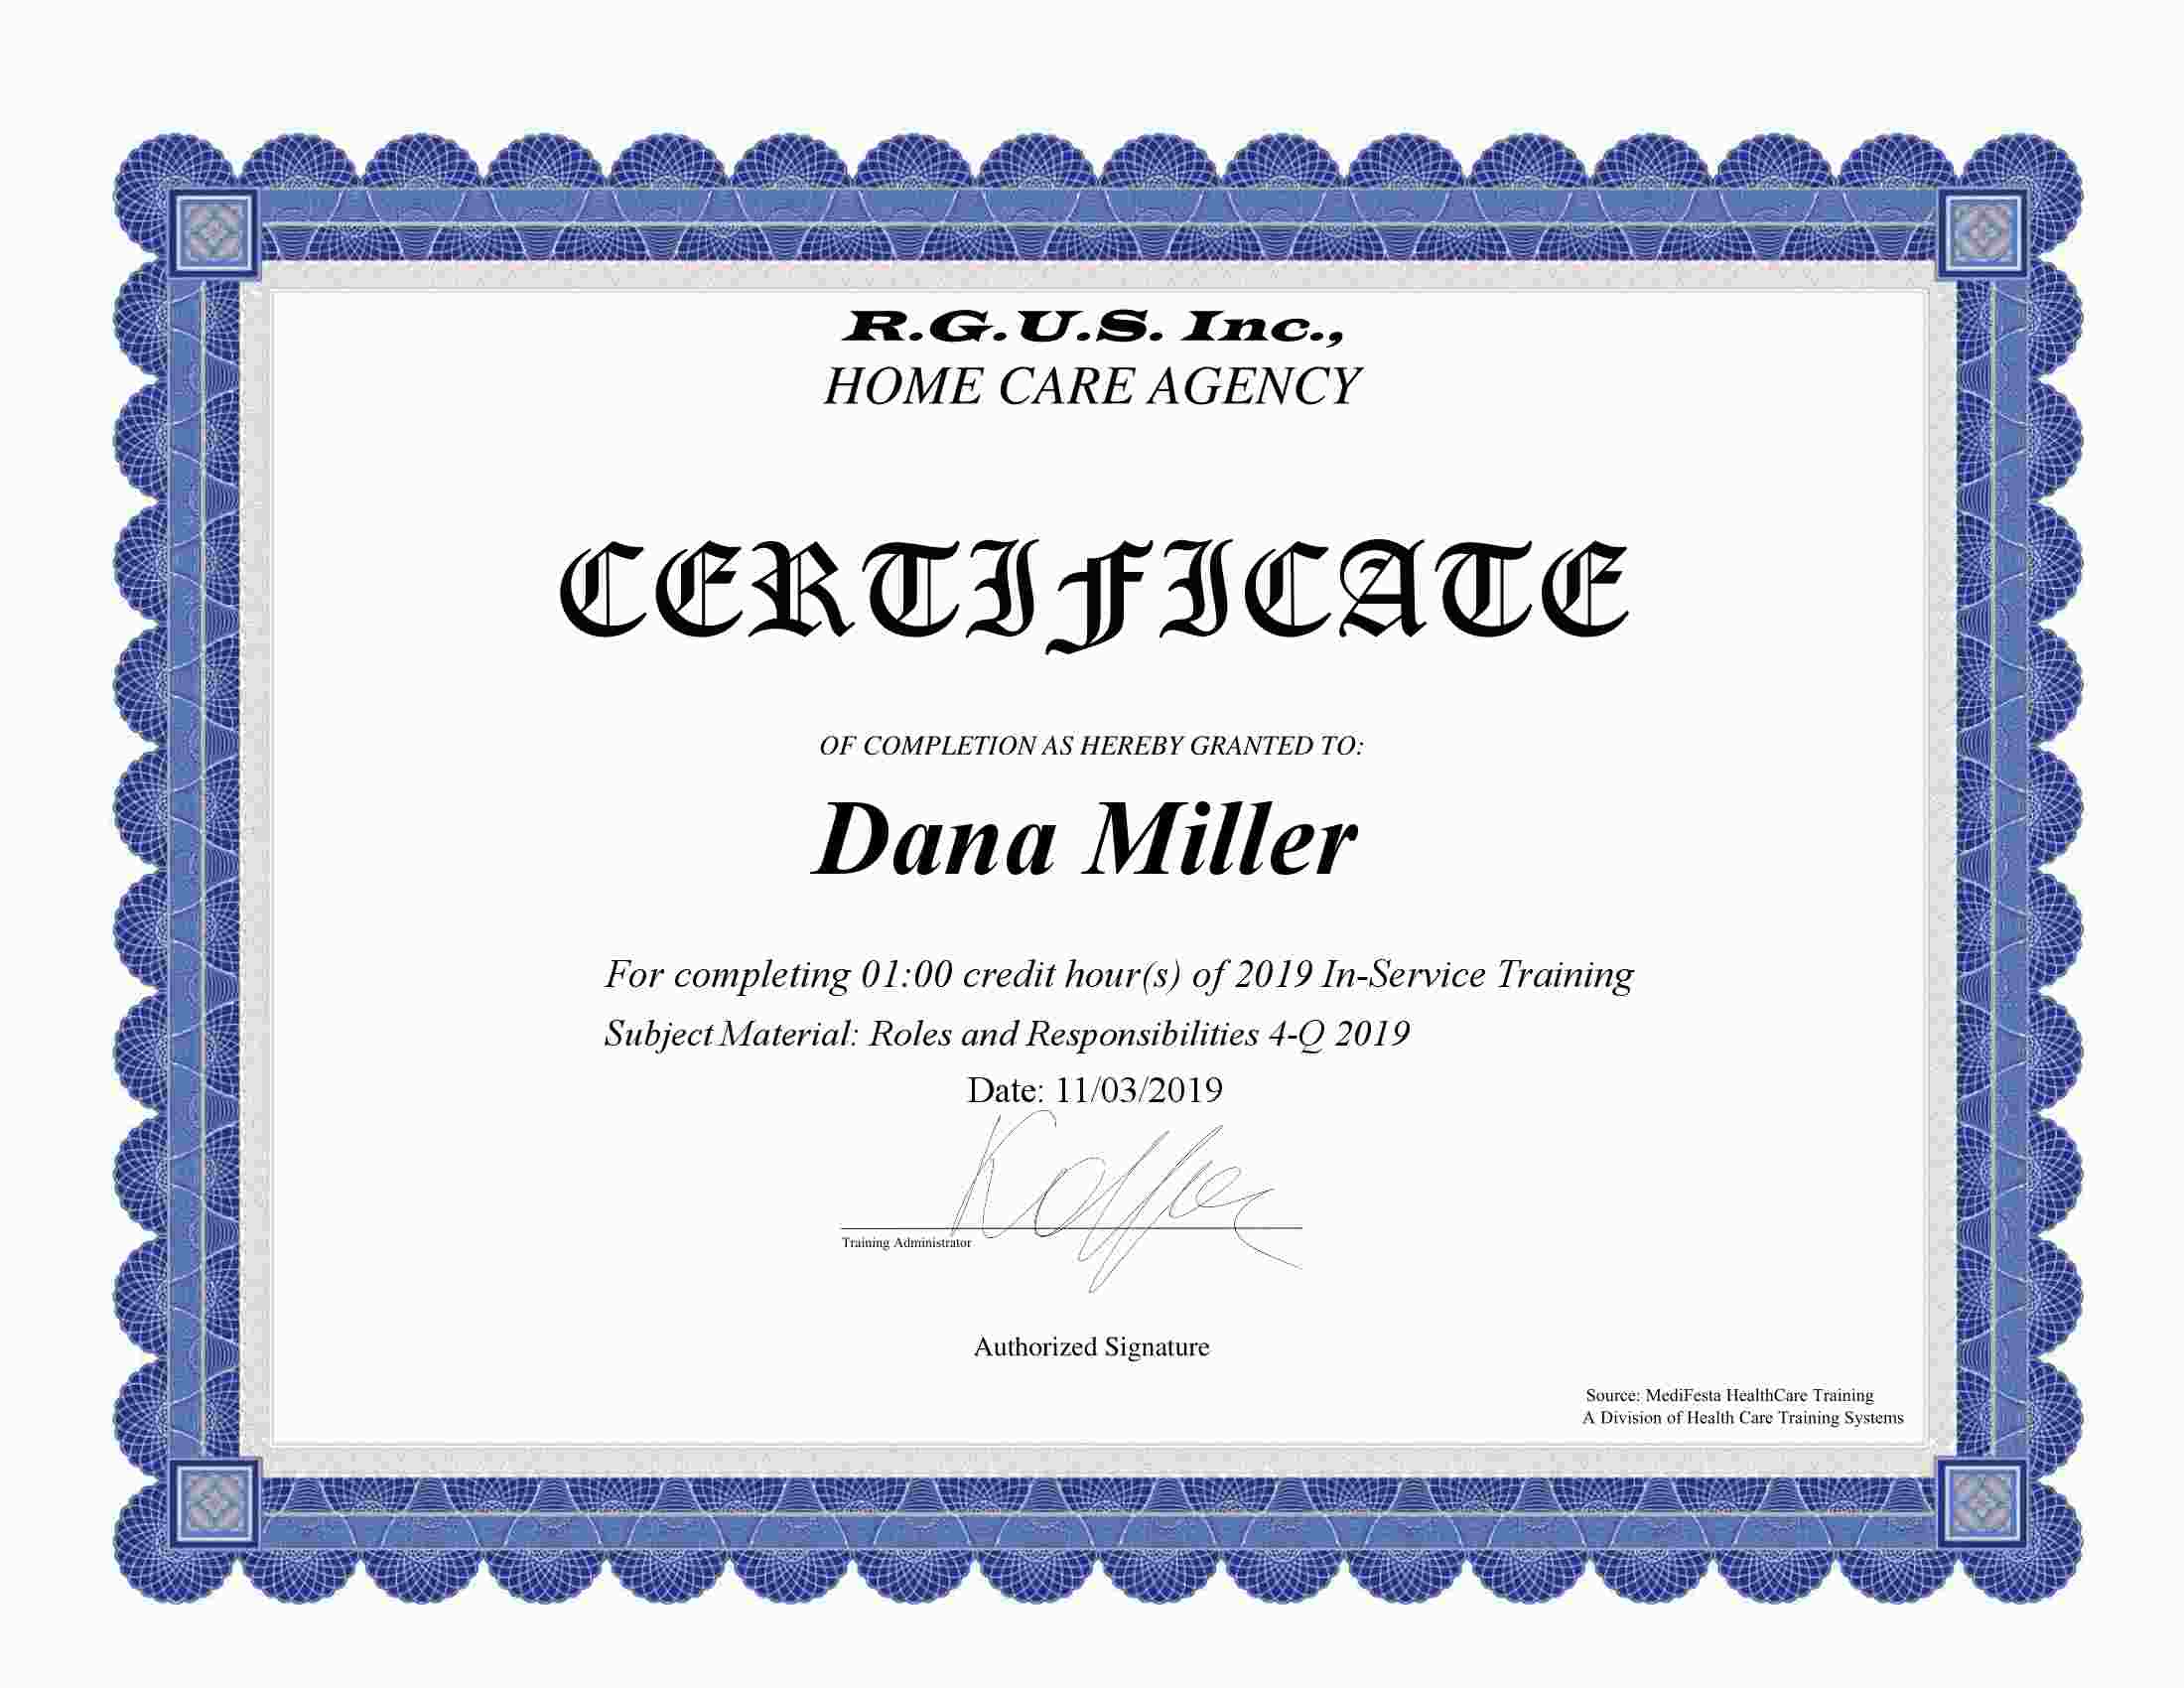 R.G.U.S. Inc.,
HOME CARE AGENCY
CERTIFICATE
OF COMPLETION AS HEREBY GRANTED TO:
Dana Miller
For completing 01:00 credit hour(s) of 2019 In-Service Training
Subject Material: Roles and Responsibilities 4-Q 2019
Date: 11/03/2019
Training Administrator
Authorized Signature
Source: MediFesta HealthCare Training
A Division of Health Care Training Systems